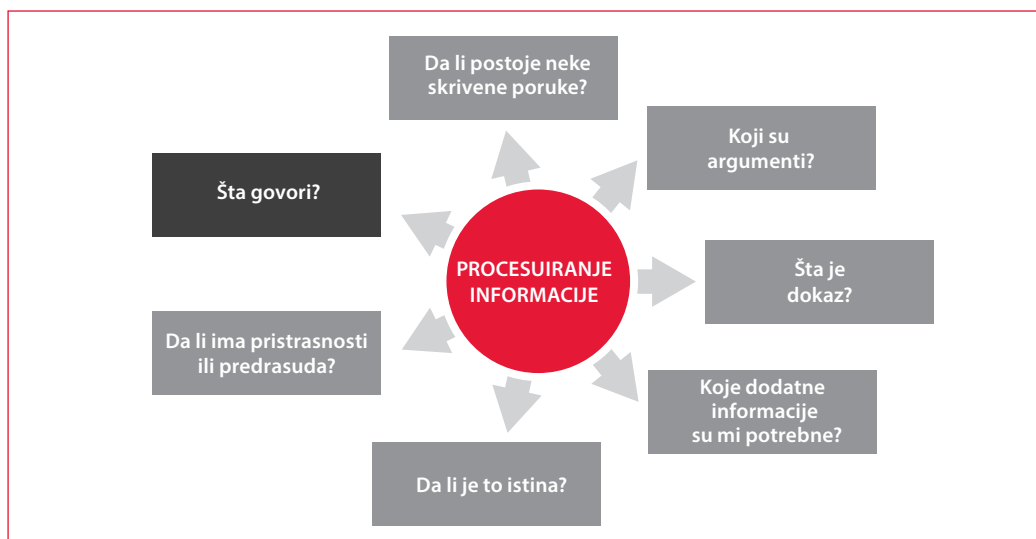 Da li postoje neke
skrivene poruke?
Koji su
argumenti?
Šta govori?
PROCESUIRANJE
INFORMACIJE
Šta je
dokaz?
Da li ima pristrasnosti
ili predrasuda?
Koje dodatne
informacije
su mi potrebne?
Da li je to istina?